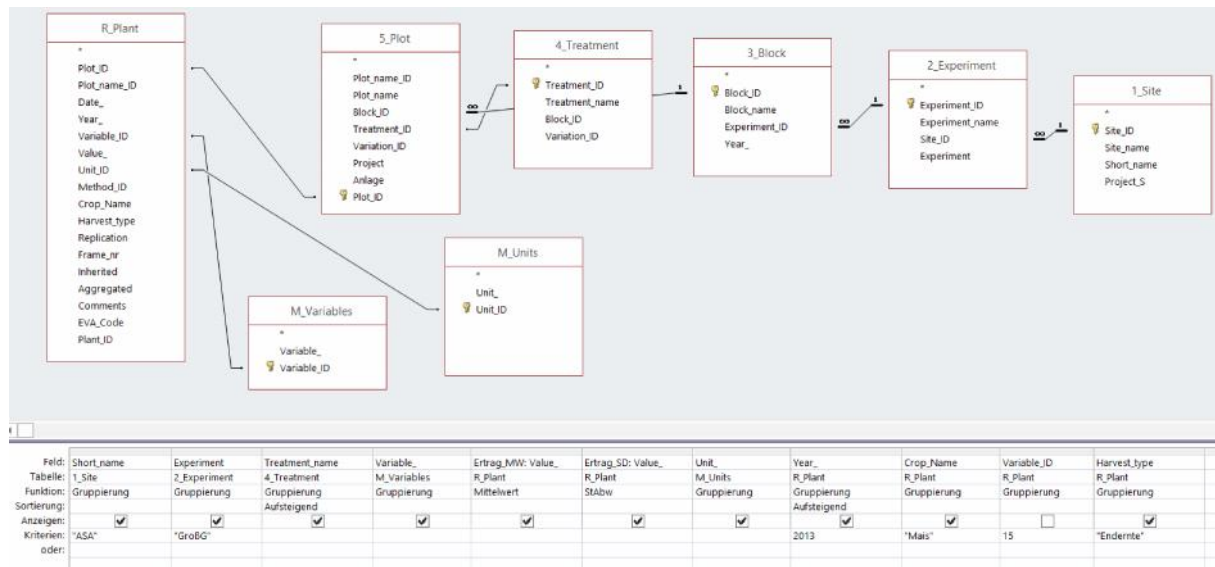 R_Plant
*
Plot_ID
Plot_name_ID
Date_
Year_
Variable_ID
Value_
Unit_ID
Method_ID
Crop_Name
Harvest_type
Replication
Frame_nr
Inherited
Aggregated
Comments
EVA_Code
Plant_ID
5_Plot
*
Plot_name_ID
Plot_name
Block_ID
Treatment_ID
Variation_ID
Project
Anlage
Plot_ID
4_Treatment
*
Treatment_ID
Treatment_name
Block_ID
Variation_ID
3_Block
*
Block_ID
Block_name
Experiment_ID
Year_
2_Experiment
*
Experiment_ID
Experiment_name
Site_ID
Experiment
1_Site
*
Site_ID
Site_name
Short_name
Project_S
M_Variables
*
Variable_
Variable_ID
M_Units
*
Unit_
Unit_ID
∞ 1
∞ 1
∞ 1
Feld: Short_name Experiment Treatment_name Variable_ Ertrag_MW: Value_ Ertrag_SD: Value_ Unit_ Year_ Crop_Name Variable_ID Harvest_type
Tabelle: 1_Site 2_Experiment 4_Treatment M_Variables R_Plant R_Plant M_Units R_Plant R_Plant R_Plant R_Plant
Funktion: Gruppierung Gruppierung Gruppierung Gruppierung Mittelwert StAbw Gruppierung Gruppierung Gruppierung Gruppierung Gruppierung
Sortierung: Aufsteigend Aufsteigend
Anzeigen:
Kriterien: "ASA" "GroßG" 2013 "Mais" 15 "Endernte"
oder: